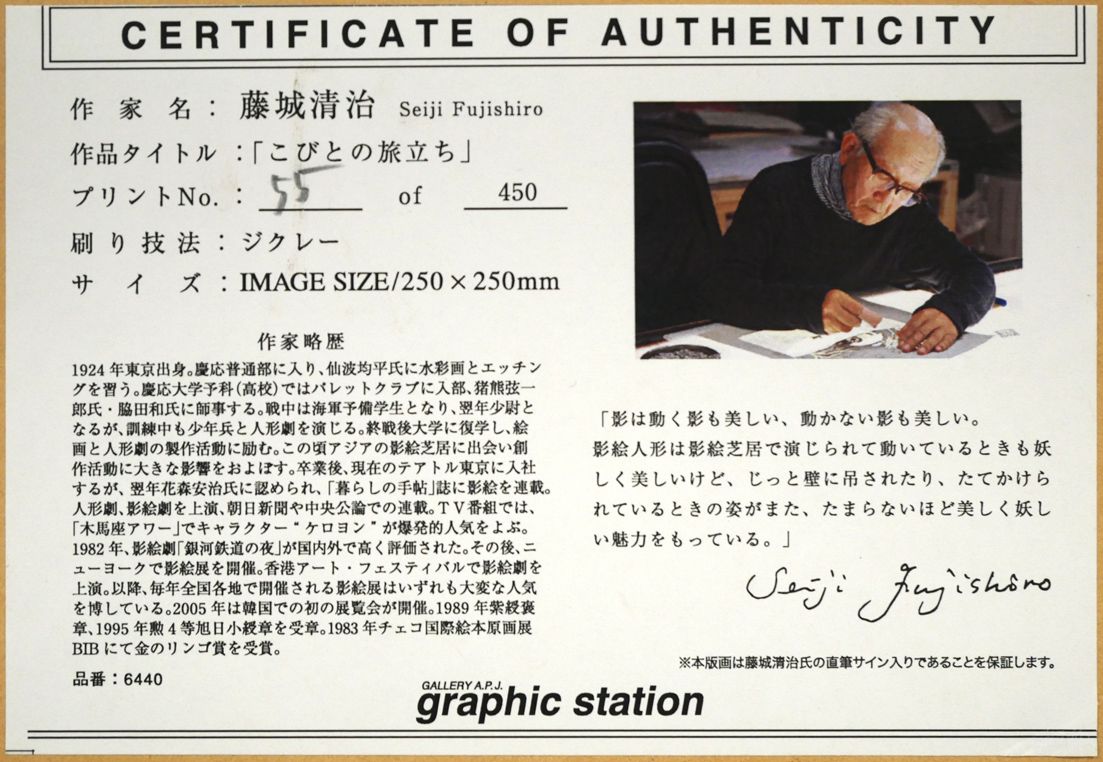 CERTIFICATE OF AUTHENTICITY
作家名：藤城清治 Seiji Fujishiro
作品タイトル：「こびとの旅立ち」
プリントNo.：55 of 450
刷り技法：ジクレー
サイズ：IMAGE SIZE/250×250mm
作家略歴
1924年東京出身。慶応普通部に入り、仙波均平氏に水彩画とエッチン
グを習う。慶応大学予科(高校)ではパレットクラブに入部、猪熊弦一
郎氏・脇田和氏に師事する。戦中は海軍予備学生となり、翌年少尉と
なるが、訓練中も少年兵と人形劇を演じる。終戦後大学に復学し、絵
画と人形劇の製作活動に励む。この頃アジアの影絵芝居に出会い創
作活動に大きな影響をおよぼす。卒業後、現在のテアトル東京に入社
するが、翌年花森安治氏に認められ、「暮らしの手帖」誌に影絵を連載。
人形劇、影絵劇を上演、朝日新聞や中央公論での連載。TV番組では、
「木馬座アワー」でキャラクター“ケロヨン”が爆発的人気をよぶ。
1982年、影絵劇「銀河鉄道の夜」が国内外で高く評価された。その後、ニ
ューヨークで影絵展を開催。香港アート・フェスティバルで影絵劇を
上演。以降、毎年全国各地で開催される影絵展はいずれも大変な人気
を博している。2005年は韓国での初の展覧会が開催。1989年紫綬褒
章、1995年勲4等旭日小綬章を受章。1983年チェコ国際絵本原画展
BIBにて金のリンゴ賞を受賞。
品番：6440
「影は動く影も美しい、動かない影も美しい。
影絵人形は影絵芝居で演じられて動いているときも妖
しく美しいけど、じっと壁に吊されたり、たてかけら
れているときの姿がまた、たまらないほど美しく妖し
い魅力をもっている。」
Seiji Fujishiro
※本版画は藤城清治氏の直筆サイン入りであることを保証します。
GALLERY A.P.J.
graphic station